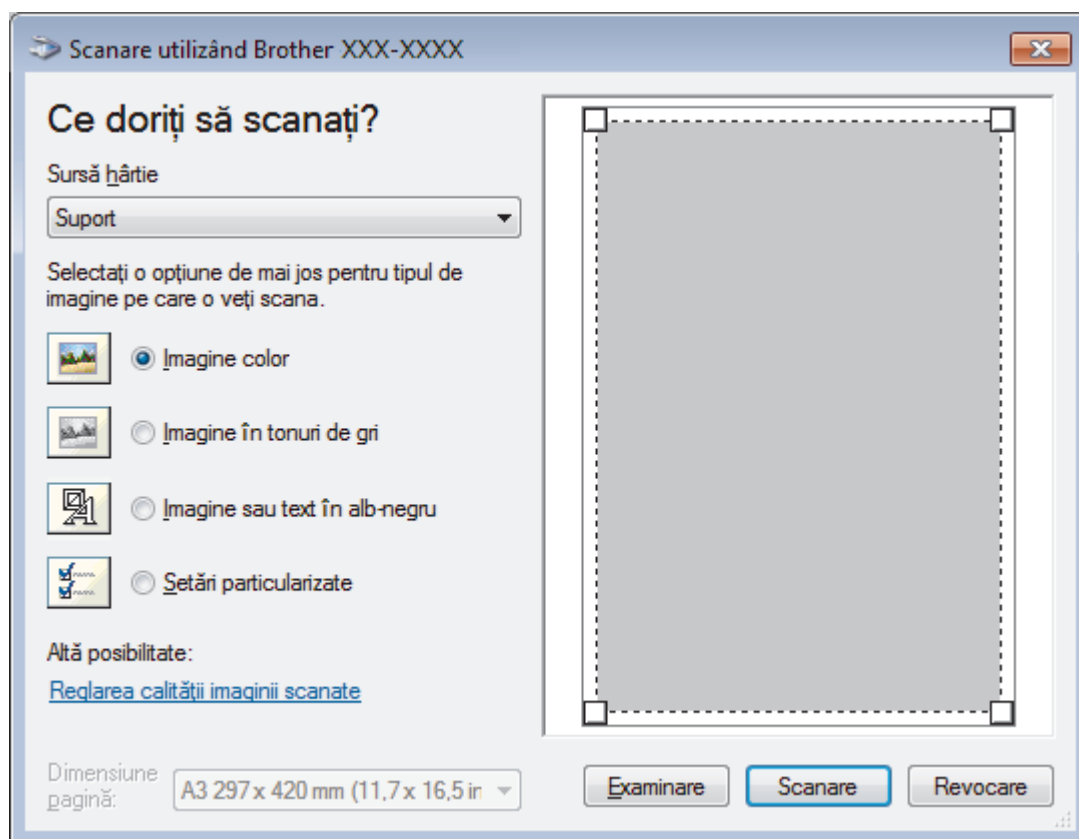 Scanare utilizând Brother XXX-XXXX
Ce doriți să scanați?
Sursă hârtie
Suport
Selectați o opțiune de mai jos pentru tipul de
imagine pe care o veți scana.
Imagine color
Imagine în tonuri de gri
Imagine sau text în alb-negru
Setări particularizate
Altă posibilitate:
Reglarea calității imaginii scanate
Dimensiune
pagină:
A3 297 x 420 mm (11,7 x 16,5 in
Examinare
Scanare
Revocare